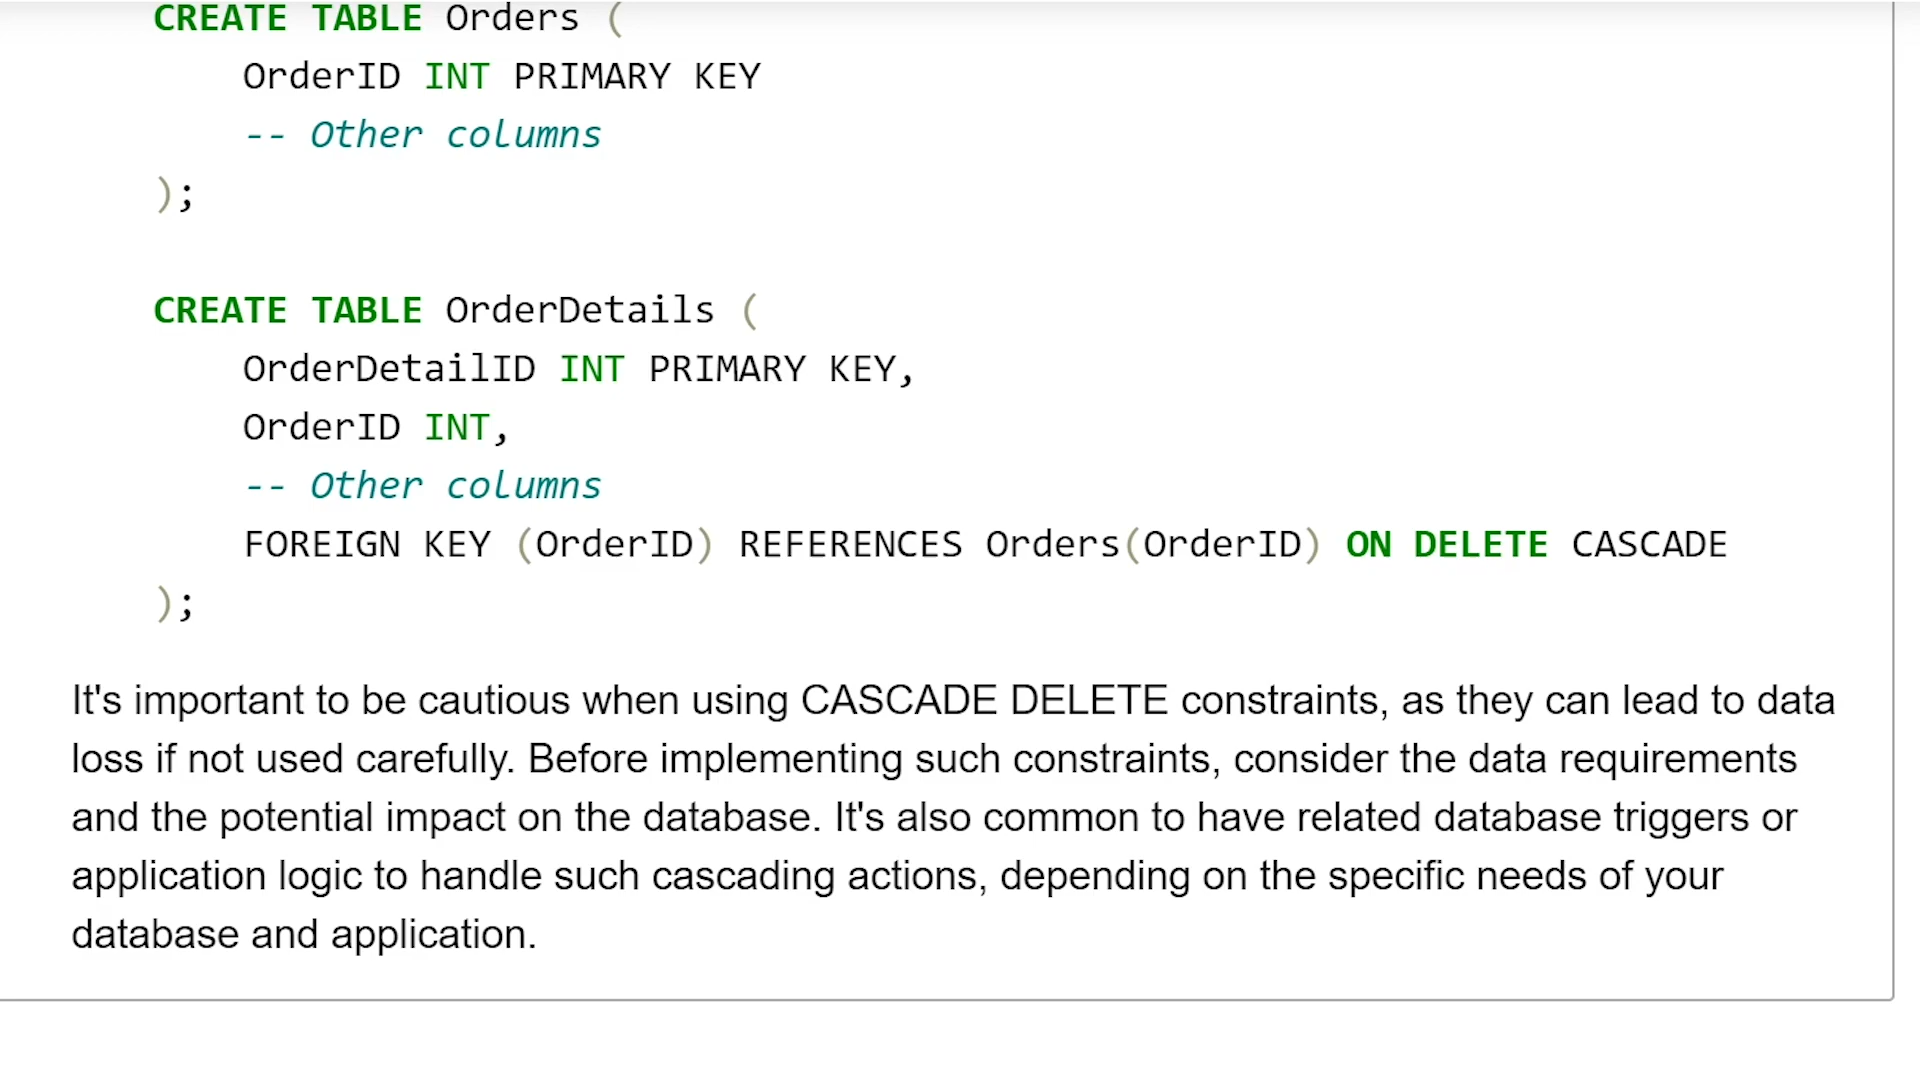 CREATE TABLE Orders (
OrderID INT PRIMARY KEY
-- Other columns
);
CREATE TABLE OrderDetails (
OrderDetailID INT PRIMARY KEY,
OrderID INT,
-- Other columns
FOREIGN KEY (OrderID) REFERENCES Orders(OrderID) ON DELETE CASCADE
);
It's important to be cautious when using CASCADE DELETE constraints, as they can lead to data
loss if not used carefully. Before implementing such constraints, consider the data requirements
and the potential impact on the database. It's also common to have related database triggers or
application logic to handle such cascading actions, depending on the specific needs of your
database and application.